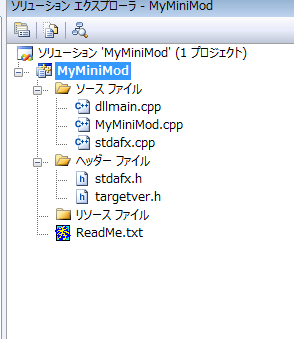 ソリューション エクスプローラ - MyMiniMod
ソリューション 'MyMiniMod' (1 プロジェクト)
MyMiniMod
ソース ファイル
dllmain.cpp
MyMiniMod.cpp
stdafx.cpp
ヘッダー ファイル
stdafx.h
targetver.h
リソース ファイル
ReadMe.txt